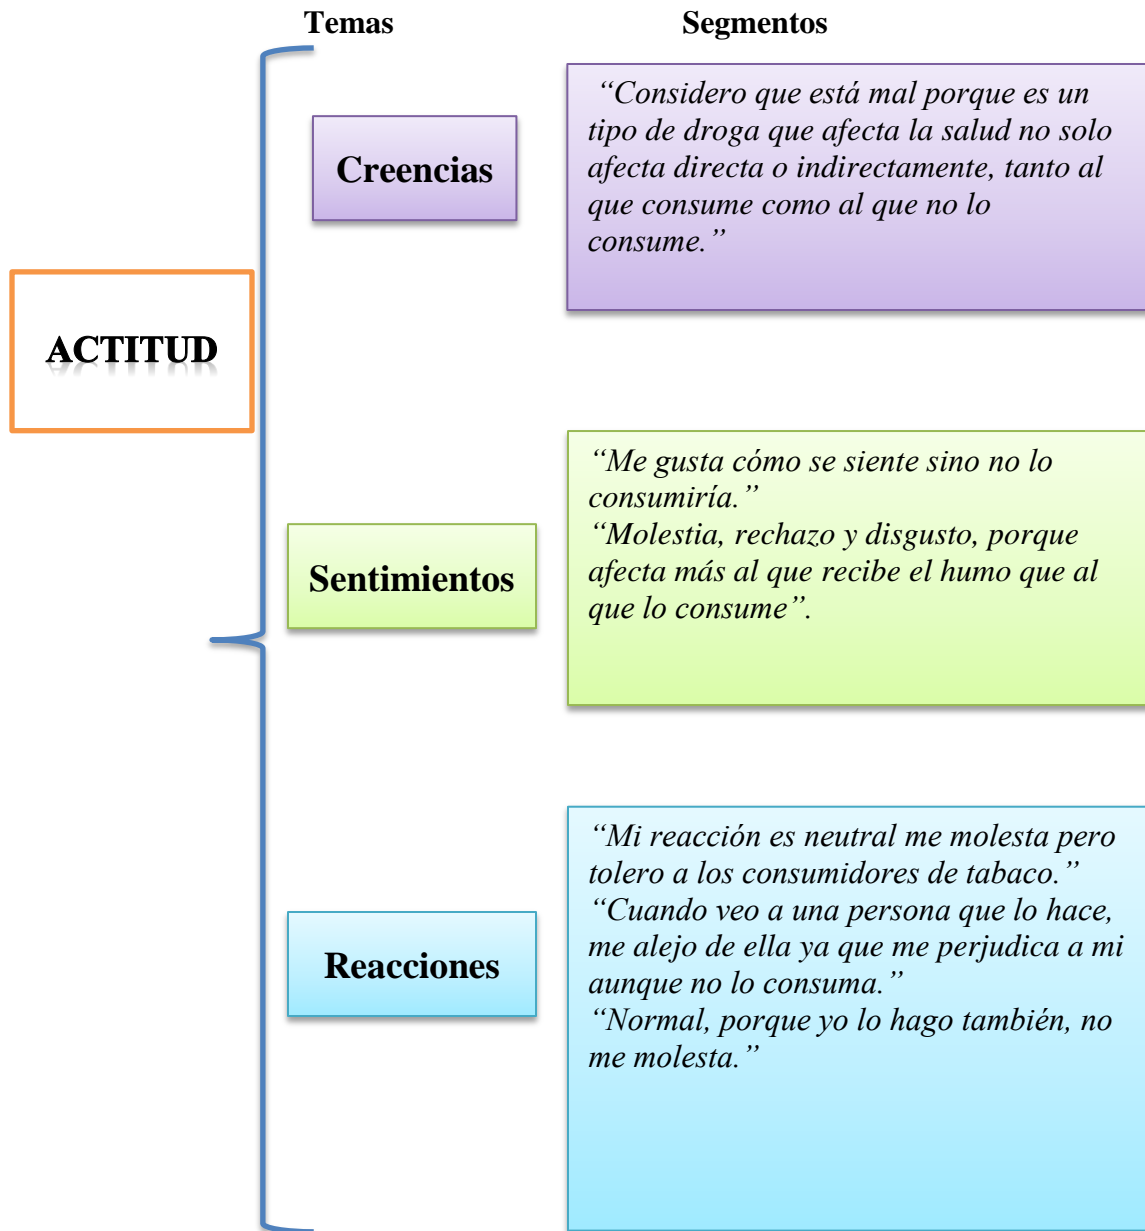 Temas
Segmentos
ACTITUD
Creencias
“Considero que está mal porque es un
tipo de droga que afecta la salud no solo
afecta directa o indirectamente, tanto al
que consume como al que no lo
consume.”
Sentimientos
“Me gusta cómo se siente sino no lo
consumiría.”
“Molestia, rechazo y disgusto, porque
afecta más al que recibe el humo que al
que lo consume”.
Reacciones
“Mi reacción es neutral me molesta pero
tolero a los consumidores de tabaco.”
“Cuando veo a una persona que lo hace,
me alejo de ella ya que me perjudica a mi
aunque no lo consuma.”
“Normal, porque yo lo hago también, no
me molesta.”